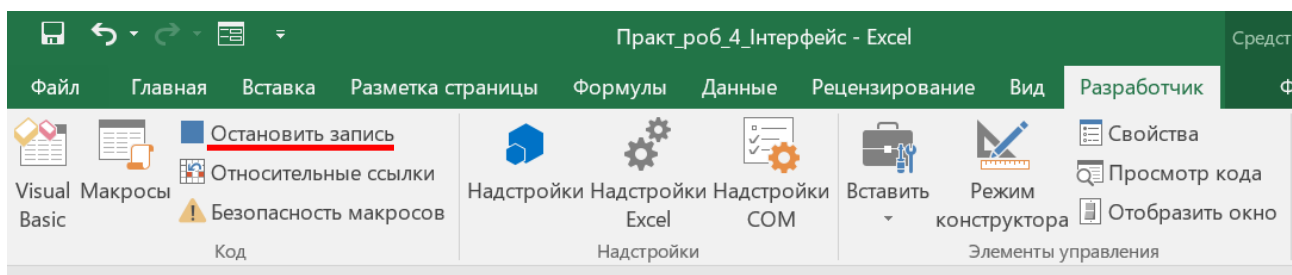 Практ_роб_4_Інтерфейс - Excel
Средст
Файл Главная Вставка Разметка страницы Формулы Данные Рецензирование Вид Разработчик Ф
Visual Basic
Макросы
Остановить запись
Относительные ссылки
Безопасность макросов
Код
Надстройки
Надстройки Excel
Надстройки COM
Надстройки
Вставить
Режим конструктора
Свойства
Просмотр кода
Отобразить окно
Элементы управления